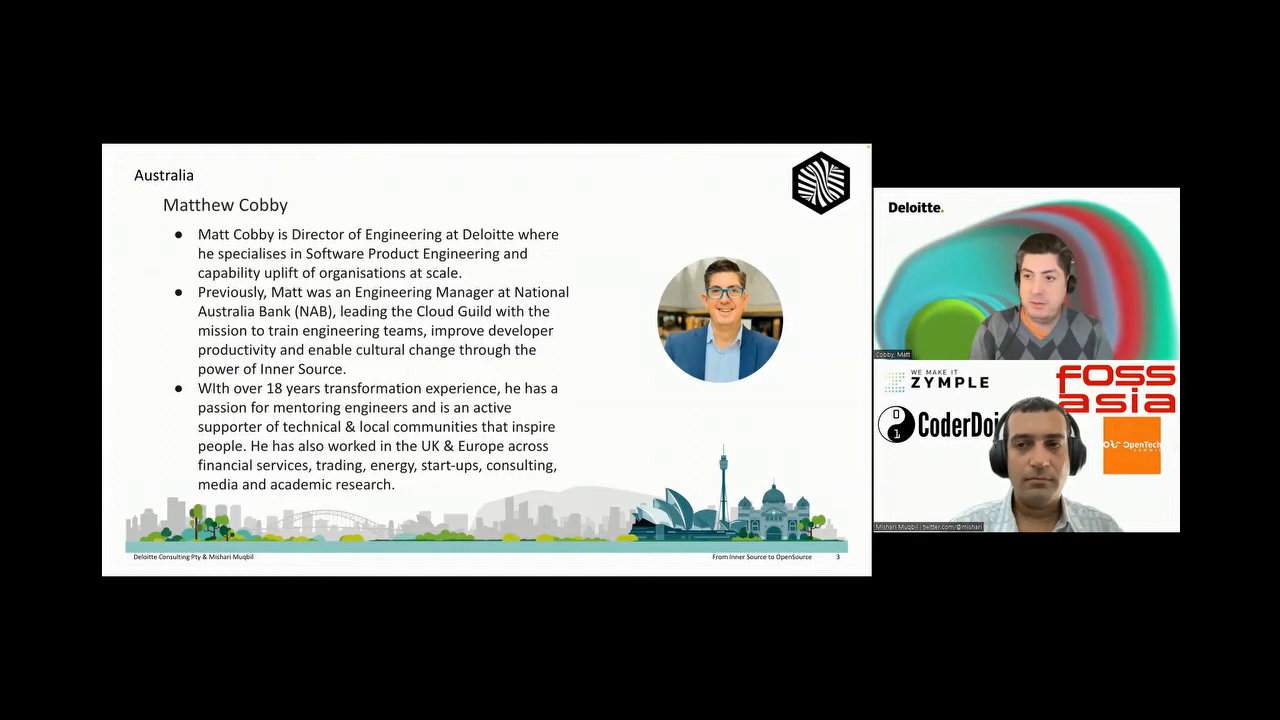 Australia
Matthew Cobby
● Matt Cobby is Director of Engineering at Deloitte where
he specialises in Software Product Engineering and
capability uplift of organisations at scale.
● Previously, Matt was an Engineering Manager at National
Australia Bank (NAB), leading the Cloud Guild with the
mission to train engineering teams, improve developer
productivity and enable cultural change through the
power of Inner Source.
● WIth over 18 years transformation experience, he has a
passion for mentoring engineers and is an active
supporter of technical & local communities that inspire
people. He has also worked in the UK & Europe across
financial services, trading, energy, start-ups, consulting,
media and academic research.
Deloitte Consulting Pty & Mishari Muqbil
From Inner Source to OpenSource
3
Deloitte.
Cobby, Matt
WE MAKE IT
ZYMPLE
FOSS
asia
0
1
CoderDoj
OpenTech
SUMMIT
Mishari Muqbil | twitter.com/@mishari